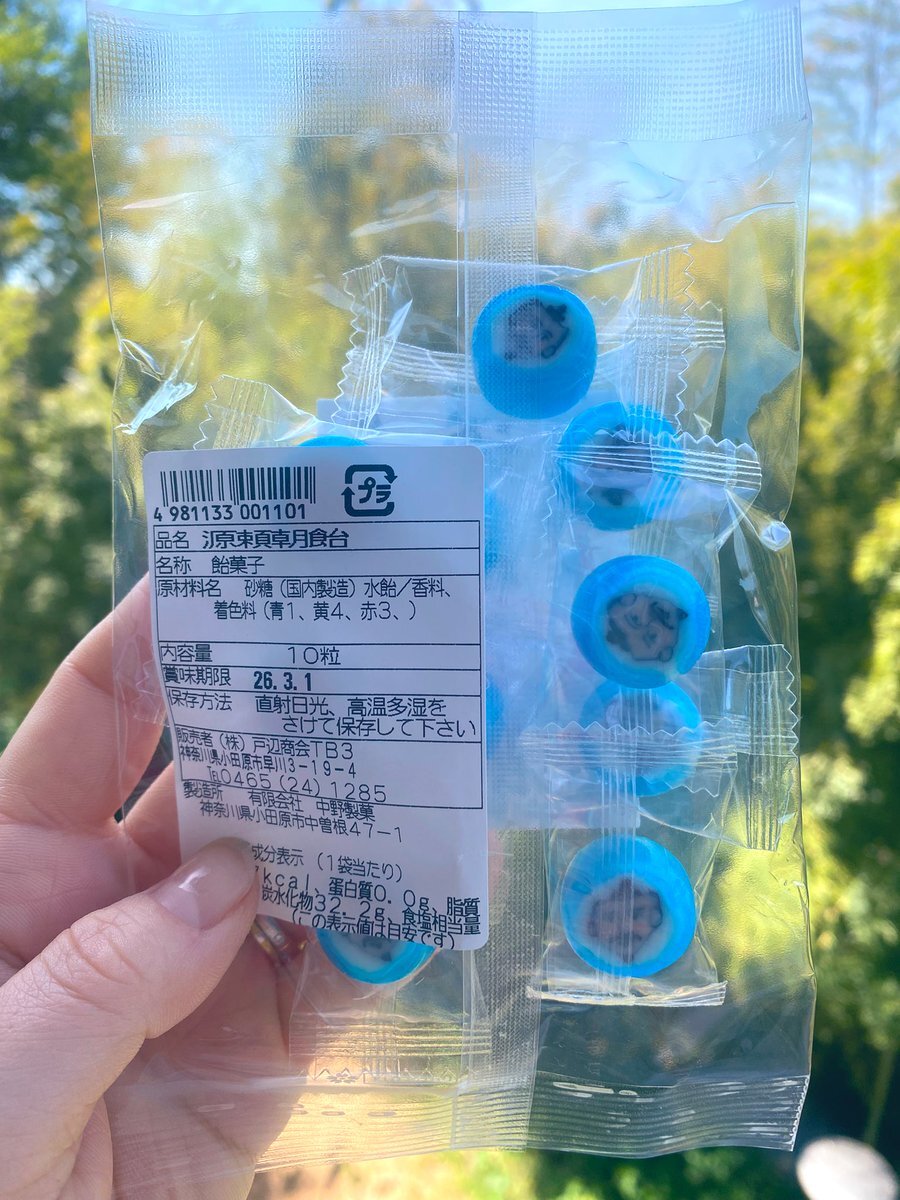 4 981133 001101
プラ
品名 源頼朝飴
名称 飴菓子
原材料名 砂糖（国内製造）水飴／香料、
着色料（青1、黄4、赤3、）
内容量 10粒
賞味期限 26.3.1
保存方法 直射日光、高温多湿を
さけて保存して下さい
販売者（株）戸辺商会TB3
神奈川県小田原市早川3-19-4
℡0465（24）1285
製造所 有限会社 中野製菓
神奈川県小田原市中曽根47-1
成分表示（1袋当たり）
kcal、蛋白質0.0g、脂質
炭水化物32.2g、食塩相当量
（この表示値は目安です）